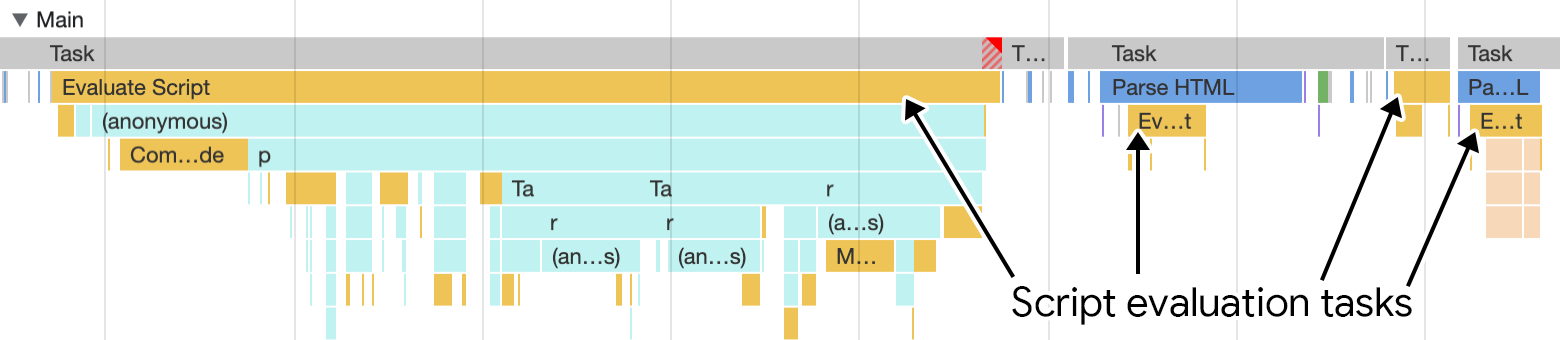 Main
Task T... Task T... Task
Evaluate Script Parse HTML Pa...L
(anonymous) Ev...t E...t
Com...de p
Ta Ta r
r r (a...s)
(an...s) (an...s) M...
Script evaluation tasks